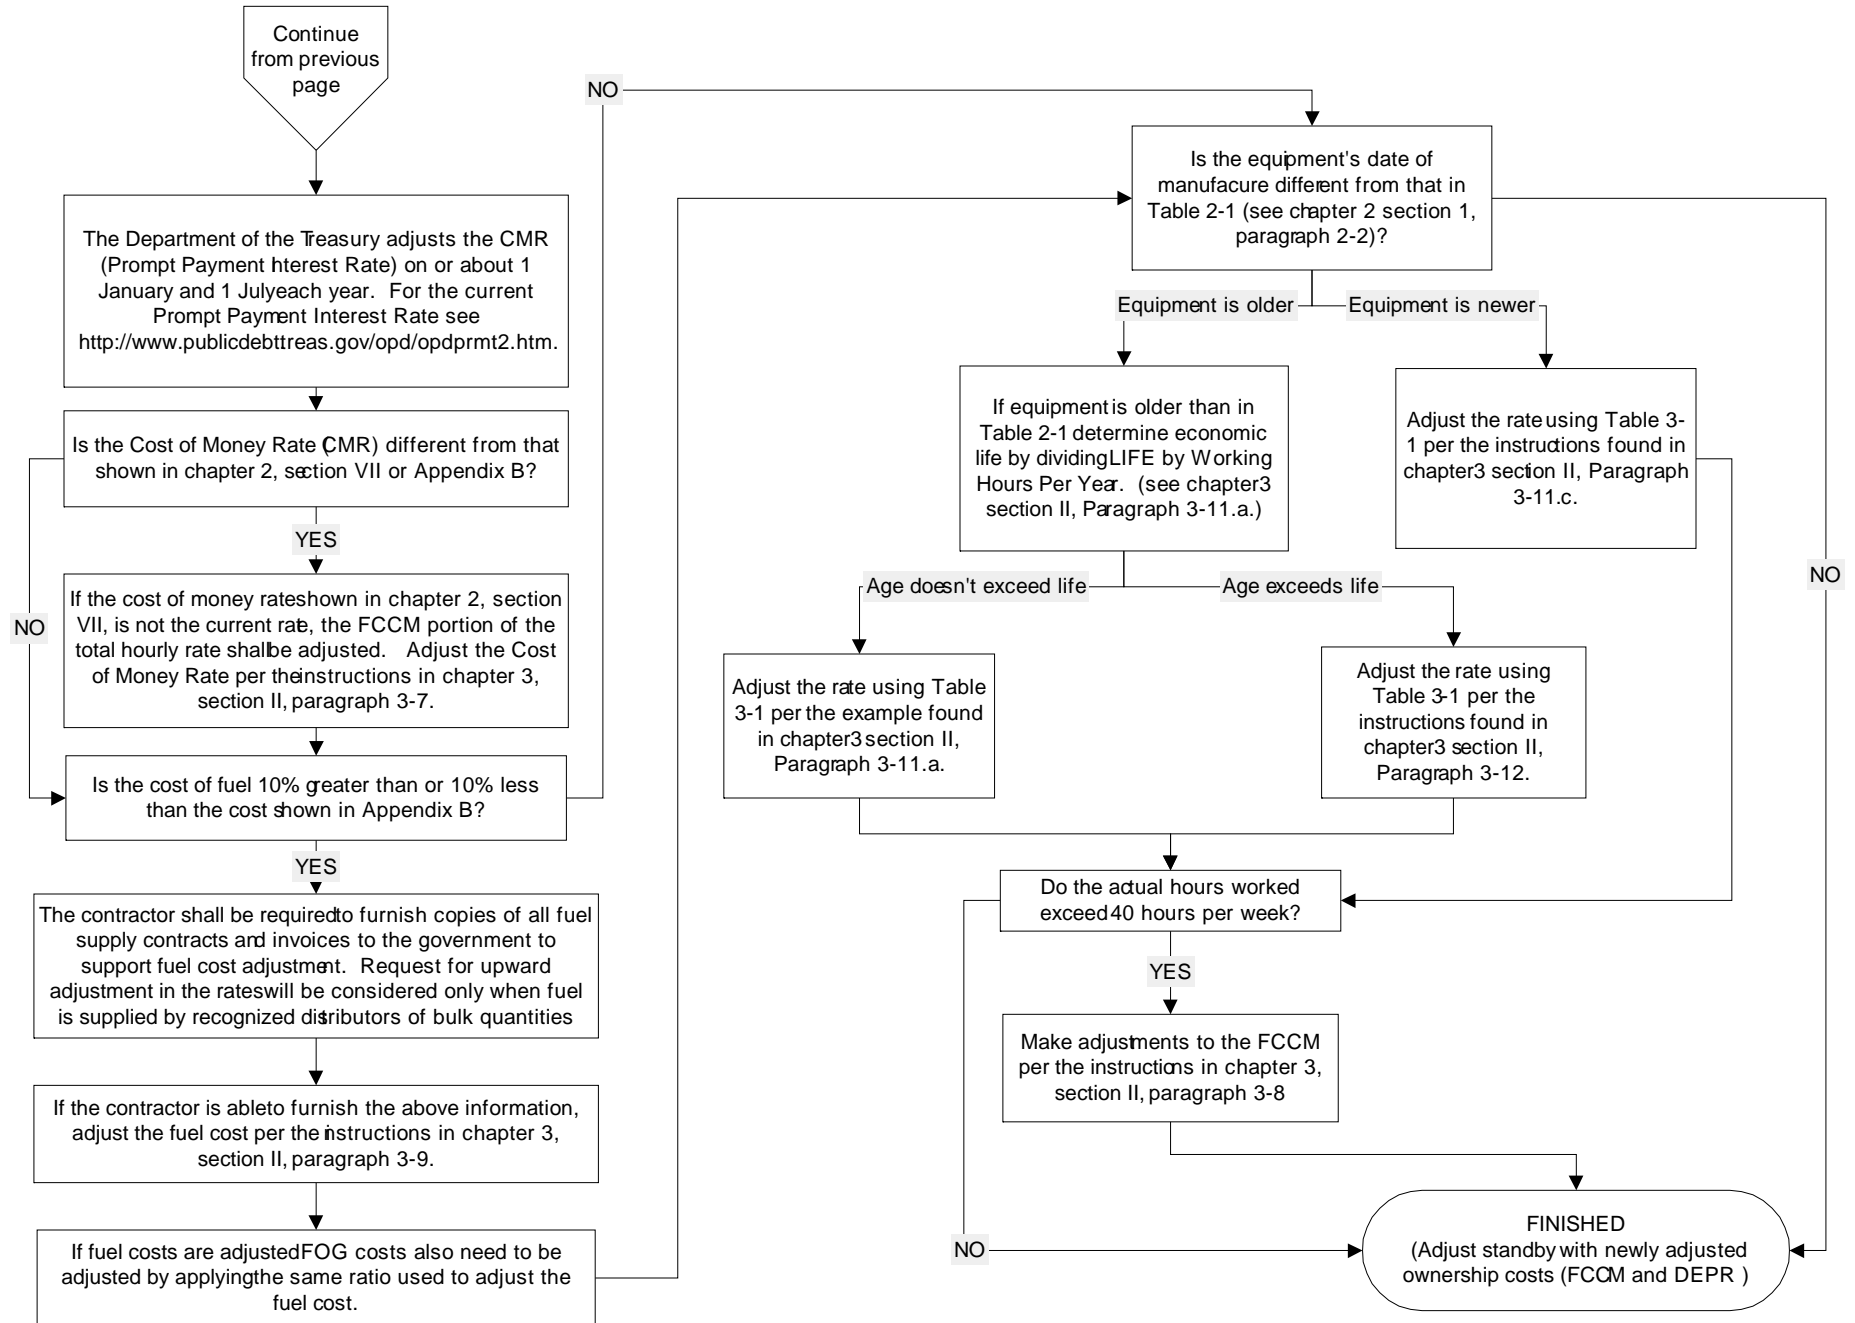 Continue
from previous
page
The Department of the Treasury adjusts the CMR
(Prompt Payment Interest Rate) on or about 1
January and 1 July each year. For the current
Prompt Payment Interest Rate see
http://www.publicdebt.treas.gov/opd/opdprmt2.htm.
Is the Cost of Money Rate (CMR) different from that
shown in chapter 2, section VII or Appendix B?
YES
NO
If the cost of money rate shown in chapter 2, section
VII, is not the current rate, the FCCM portion of the
total hourly rate shall be adjusted. Adjust the Cost
of Money Rate per the instructions in chapter 3,
section II, paragraph 3-7.
Is the cost of fuel 10% greater than or 10% less
than the cost shown in Appendix B?
NO
YES
The contractor shall be required to furnish copies of all fuel
supply contracts and invoices to the government to
support fuel cost adjustment. Request for upward
adjustment in the rates will be considered only when fuel
is supplied by recognized distributors of bulk quantities
If the contractor is able to furnish the above information,
adjust the fuel cost per the instructions in chapter 3,
section II, paragraph 3-9.
If fuel costs are adjusted FOG costs also need to be
adjusted by applying the same ratio used to adjust the
fuel cost.
Is the equipment's date of
manufacure different from that in
Table 2-1 (see chapter 2 section 1,
paragraph 2-2)?
Equipment is older
Equipment is newer
NO
If equipment is older than in
Table 2-1 determine economic
life by dividing LIFE by Working
Hours Per Year. (see chapter 3
section II, Paragraph 3-11.a.)
Adjust the rate using Table 3-
1 per the instructions found in
chapter 3 section II, Paragraph
3-11.c.
Age doesn't exceed life
Age exceeds life
Adjust the rate using Table
3-1 per the example found
in chapter 3 section II,
Paragraph 3-11.a.
Adjust the rate using
Table 3-1 per the
instructions found in
chapter 3 section II,
Paragraph 3-12.
Do the actual hours worked
exceed 40 hours per week?
YES
Make adjustments to the FCCM
per the instructions in chapter 3,
section II, paragraph 3-8
NO
FINISHED
(Adjust standby with newly adjusted
ownership costs (FCCM and DEPR )